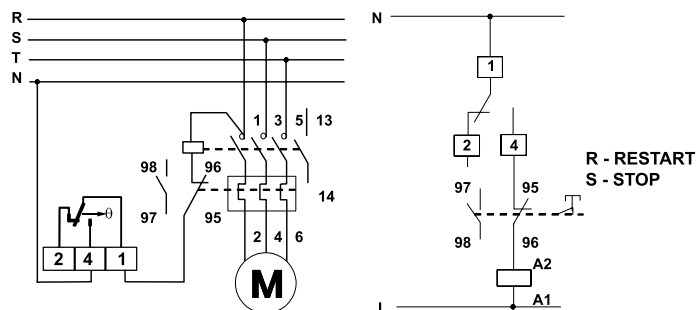 R
S
T
N
1 3 5 13
98 96
97 95
14
θ
2 4 1
2 4 6
M
N
1
2 4
R - RESTART
S - STOP
97 95
98 96
A2
A1